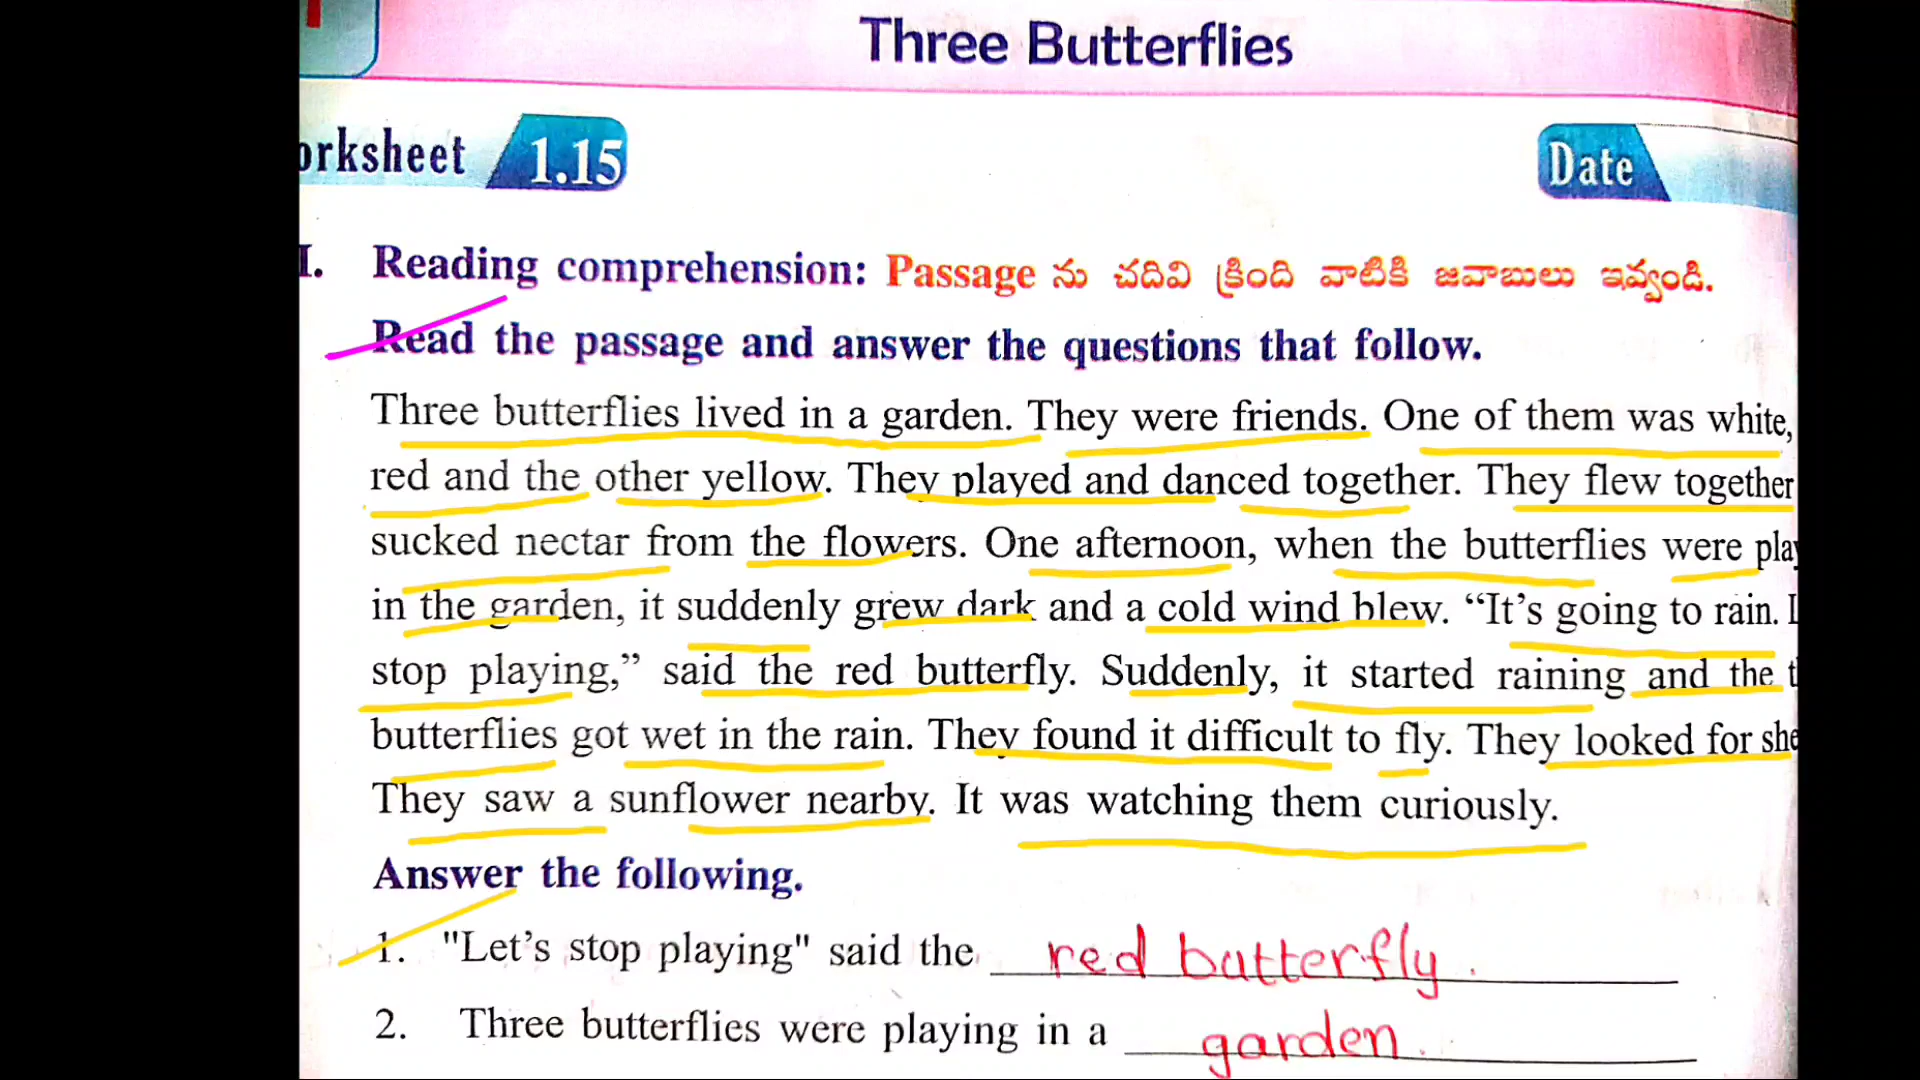 Three Butterflies
orksheet 1.15 Date
I. Reading comprehension: Passage ను చదివి క్రింది వాటికి జవాబులు ఇవ్వండి.
Read the passage and answer the questions that follow.
Three butterflies lived in a garden. They were friends. One of them was white,
red and the other yellow. They played and danced together. They flew together
sucked nectar from the flowers. One afternoon, when the butterflies were
in the garden, it suddenly grew dark and a cold wind blew. “It’s going to rain.
stop playing,” said the red butterfly. Suddenly, it started raining and the
butterflies got wet in the rain. They found it difficult to fly. They looked for
They saw a sunflower nearby. It was watching them curiously.
Answer the following.
1. "Let’s stop playing" said the red butterfly.
2. Three butterflies were playing in a garden.